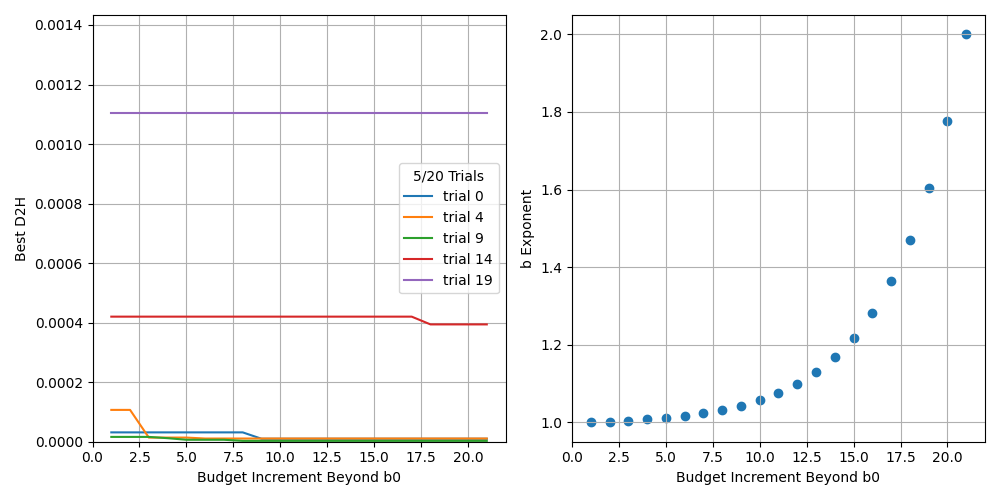 0.0014
0.0012
0.0010
0.0008
0.0006
0.0004
0.0002
0.0000
Best D2H
5/20 Trials
trial 0
trial 4
trial 9
trial 14
trial 19
0.0 2.5 5.0 7.5 10.0 12.5 15.0 17.5 20.0
Budget Increment Beyond b0
2.0
1.8
1.6
1.4
1.2
1.0
b Exponent
0.0 2.5 5.0 7.5 10.0 12.5 15.0 17.5 20.0
Budget Increment Beyond b0